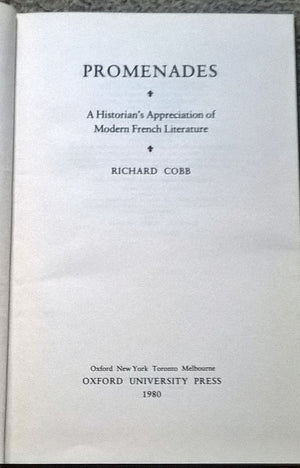 PROMENADES
A Historian's Appreciation of
Modern French Literature
RICHARD COBB
Oxford New York Toronto Melbourne
OXFORD UNIVERSITY PRESS
1980